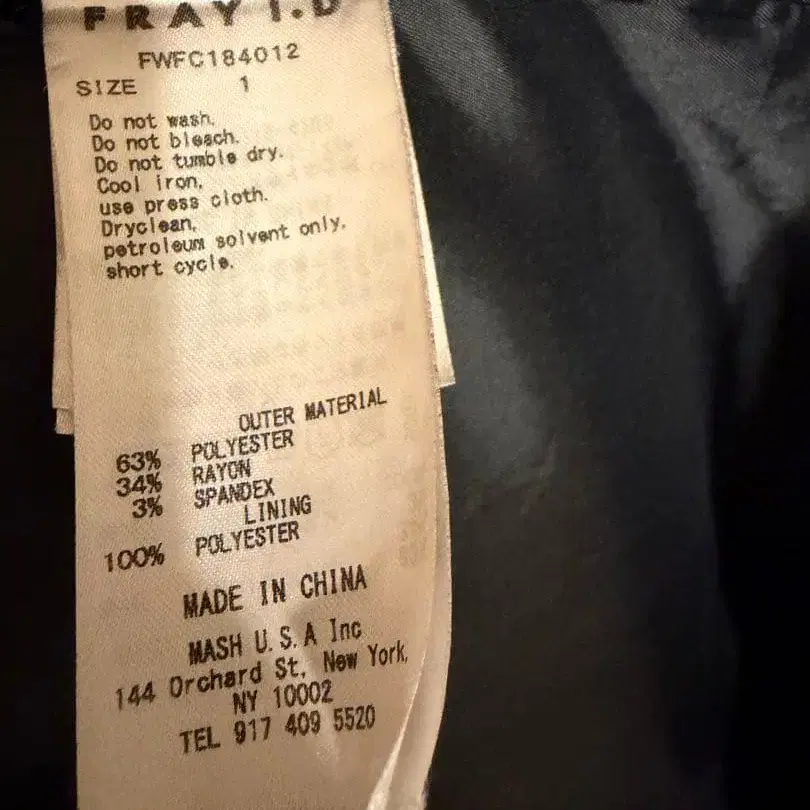 FRAY I.D
FWFC184012
SIZE 1
Do not wash.
Do not bleach.
Do not tumble dry.
Cool iron,
use press cloth.
Dryclean,
petroleum solvent only.
short cycle.
OUTER MATERIAL
63% POLYESTER
34% RAYON
3% SPANDEX
LINING
100% POLYESTER
MADE IN CHINA
MASH U.S.A Inc
144 Orchard St, New York,
NY 10002
TEL 917 409 5520